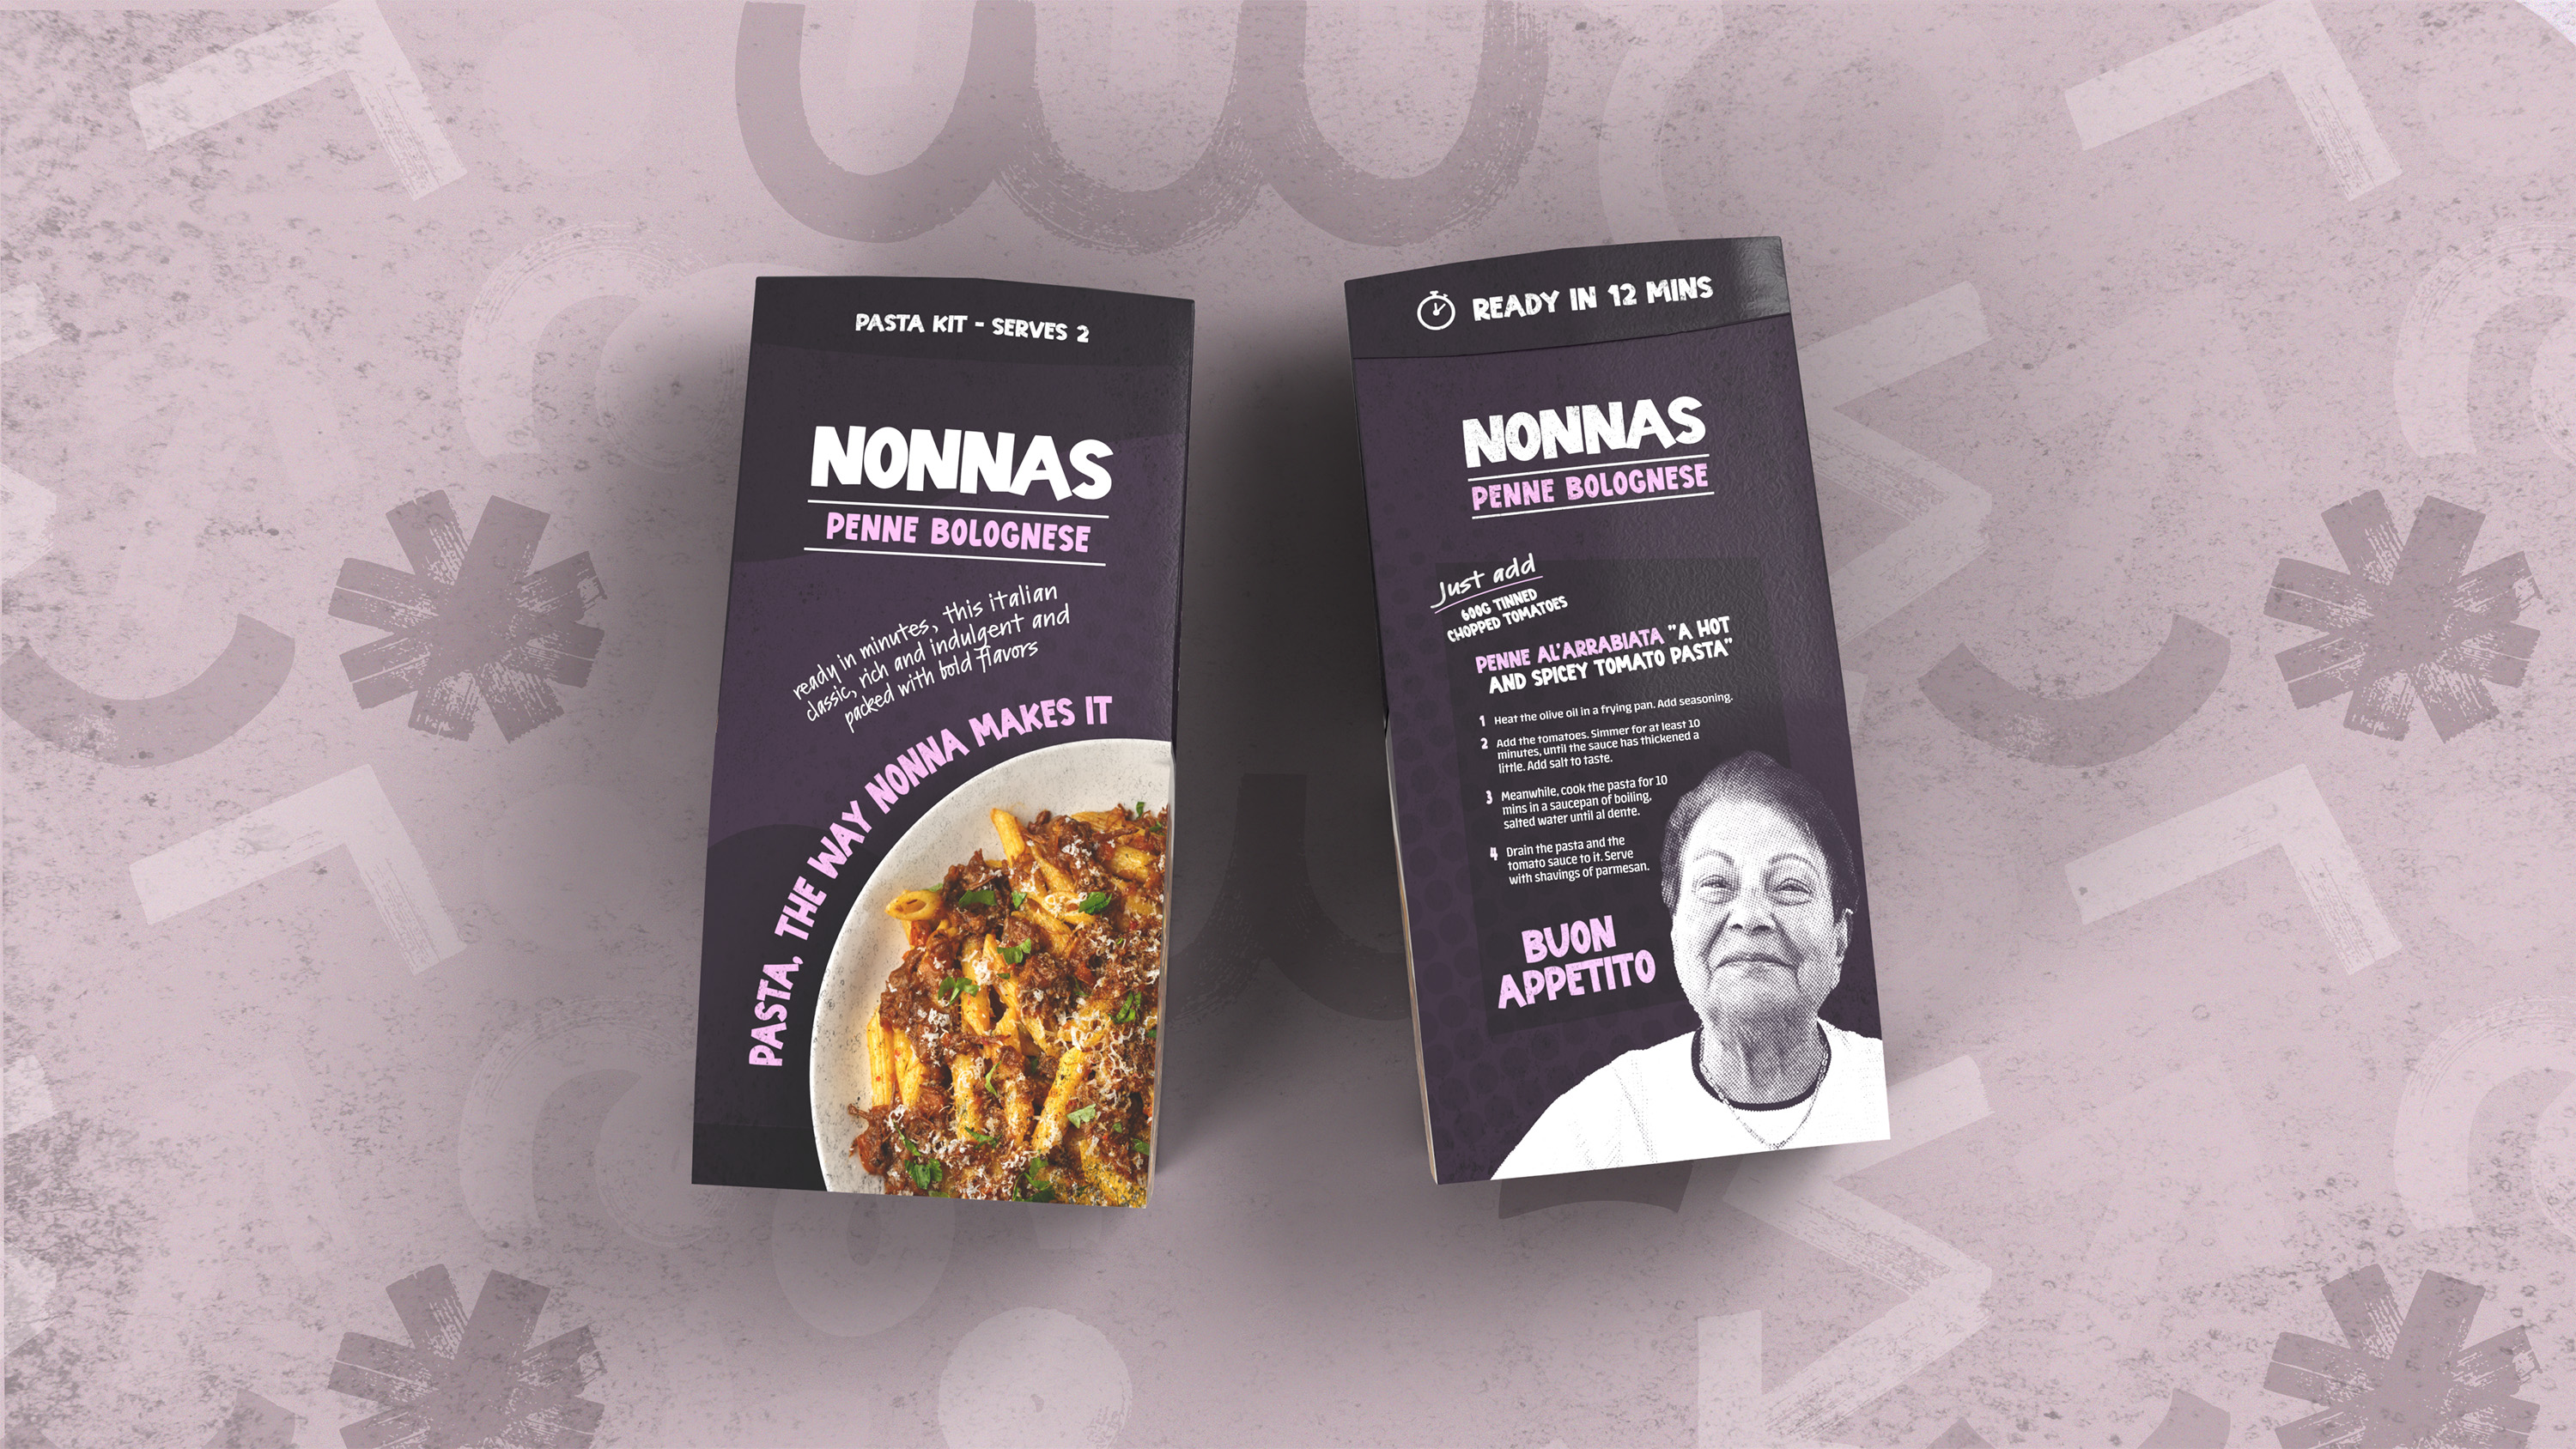 PASTA KIT - SERVES 2
NONNAS
PENNE BOLOGNESE
ready in minutes, this italian
classic, rich and indulgent and
packed with bold flavors
PASTA, THE WAY NONNA MAKES IT
READY IN 12 MINS
NONNAS
PENNE BOLOGNESE
Just add
600G TINNED
CHOPPED TOMATOES
PENNE AL'ARRABIATA "A HOT
AND SPICEY TOMATO PASTA"
1 Heat the olive oil in a frying pan. Add seasoning.
2 Add the tomatoes. Simmer for at least 10
minutes, until the sauce has thickened a
little. Add salt to taste.
3 Meanwhile, cook the pasta for 10
mins in a saucepan of boiling,
salted water until al dente.
4 Drain the pasta and the
tomato sauce to it. Serve
with shavings of parmesan.
BUON
APPETITO